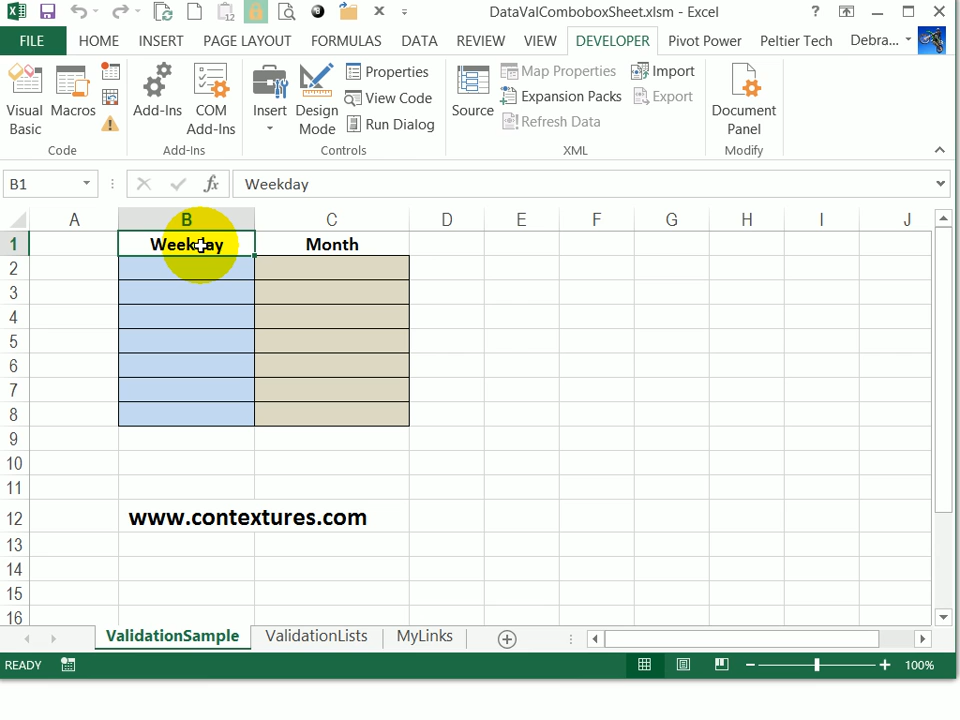 12
DataValComboboxSheet.xlsm - Excel
?
FILE HOME INSERT PAGE LAYOUT FORMULAS DATA REVIEW VIEW DEVELOPER Pivot Power Peltier Tech Debra...
Visual Basic
Macros
Code
Add-Ins
COM Add-Ins
Add-Ins
Insert
Design Mode
Properties
View Code
Run Dialog
Controls
Source
Map Properties
Expansion Packs
Refresh Data
Import
Export
XML
Document Panel
Modify
B1
fx
Weekday
A B C D E F G H I J
1 Weekday Month
2
3
4
5
6
7
8
9
10
11
12 www.contextures.com
13
14
15
16
ValidationSample ValidationLists MyLinks
READY 100%